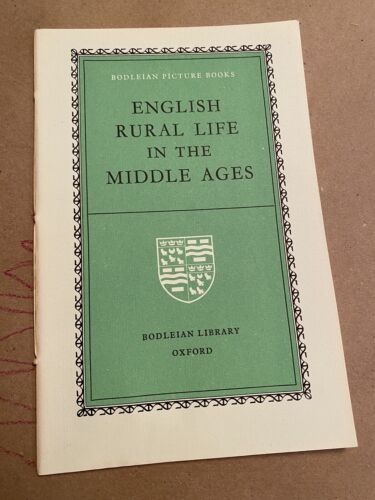 BODLEIAN PICTURE BOOKS
ENGLISH
RURAL LIFE
IN THE
MIDDLE AGES
BODLEIAN LIBRARY
OXFORD